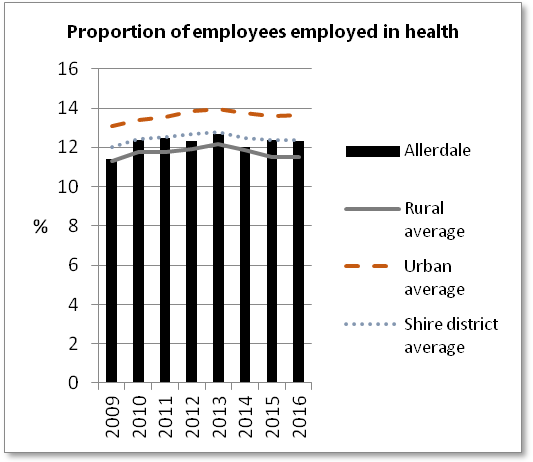 Proportion of employees employed in health
16
14
12
10
8
6
4
2
0
%
2009
2010
2011
2012
2013
2014
2015
2016
Allerdale
Rural
average
Urban
average
Shire district
average